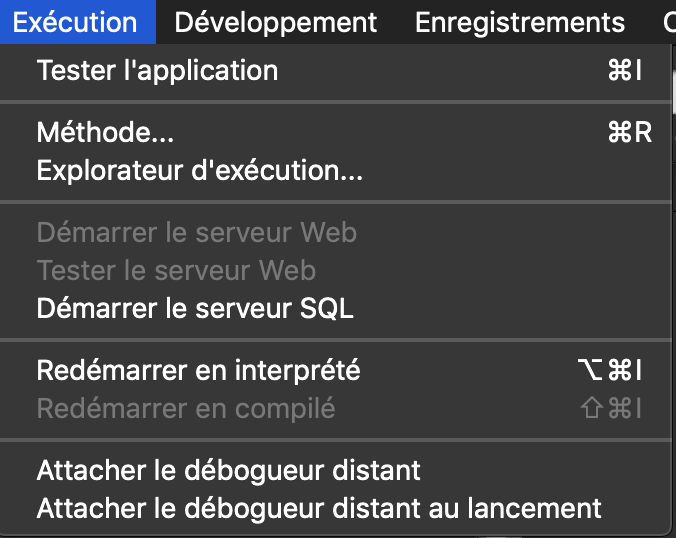 Exécution Développement Enregistrements
Tester l'application ⌘I
Méthode... ⌘R
Explorateur d'exécution...
Démarrer le serveur Web
Tester le serveur Web
Démarrer le serveur SQL
Redémarrer en interprété ⌥⌘I
Redémarrer en compilé ⇧⌘I
Attacher le débogueur distant
Attacher le débogueur distant au lancement